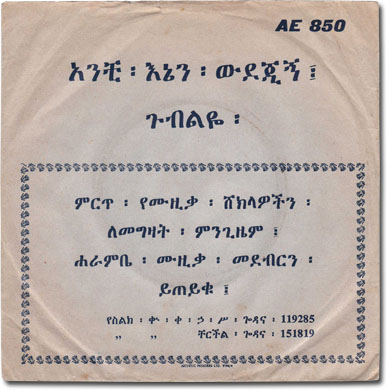 AE 850
አንቺ ፡ እኔን ፡ ውደጂኝ ፤
ጉብልዬ ፡
ምርጥ ፡ የሙዚቃ ፡ ሸክላዎችን ፡
ለመግዛት ፡ ምንጊዜም ፤
ሐራምቤ ፡ ሙዚቃ ፡ መደብርን ፡
ይጠይቁ ፤
የስልክ ፡ ቍ ፡ ቀ ፡ ኃ ፡ ሥ ፡ ጐዳና ፡ 119285
,, ,, ቸርችል ፡ ጐዳና ፡ 151819